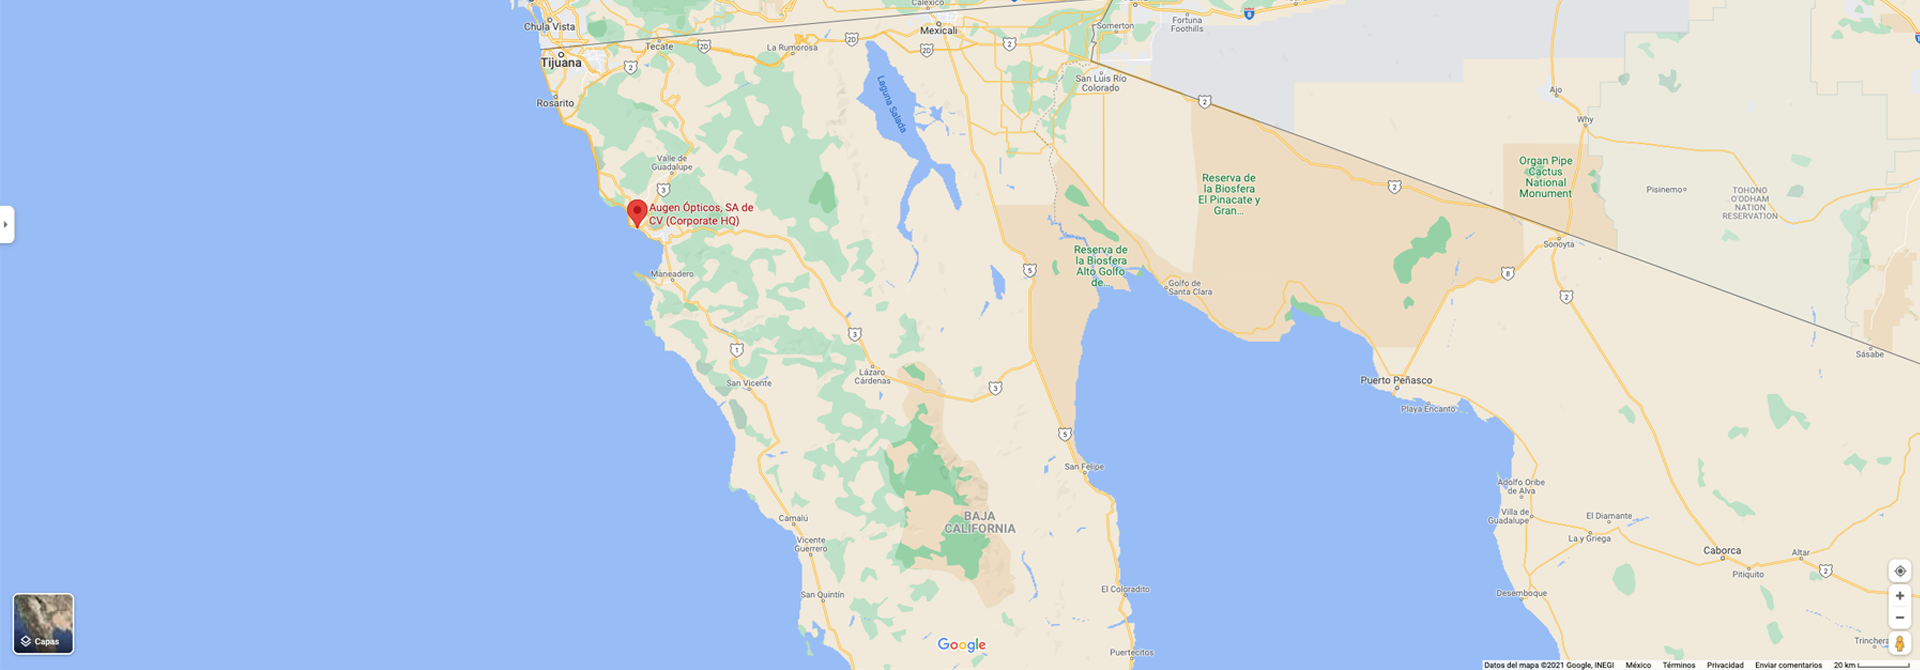 Calexico
Chula Vista
Tecate
Mexicali
Somerton
Fortuna
Foothills
8
Tijuana
2D
La Rumorosa
2D
2D
2
2
San Luis Río
Colorado
Rosarito
Laguna Salada
2
Ajo
Why
Valle de
Guadalupe
3
Reserva de
la Biosfera
El Pinacate y
Gran...
2
Organ Pipe
Cactus
National
Monument
Pisinemo
TOHONO
O'ODHAM
NATION
RESERVATION
Augen Ópticos, SA de
CV (Corporate HQ)
Sonoyta
Maneadero
5
Reserva de
la Biosfera
Alto Golfo
de...
Golfo de
Santa Clara
8
2
1
3
Sásabe
San Vicente
Lázaro
Cárdenas
3
Puerto Peñasco
Playa Encanto
5
San Felipe
Adolfo Oribe
de Alva
Camalú
BAJA
CALIFORNIA
Villa de
Guadalupe
El Diamante
Vicente
Guerrero
La y Griega
Caborca
Altar
2
Pitiquito
San Quintín
El Coloradito
Desemboque
Capas
Google
Puertecitos
Trinchera
Datos del mapa ©2021 Google, INEGI México Términos Privacidad Enviar comentarios 20 km